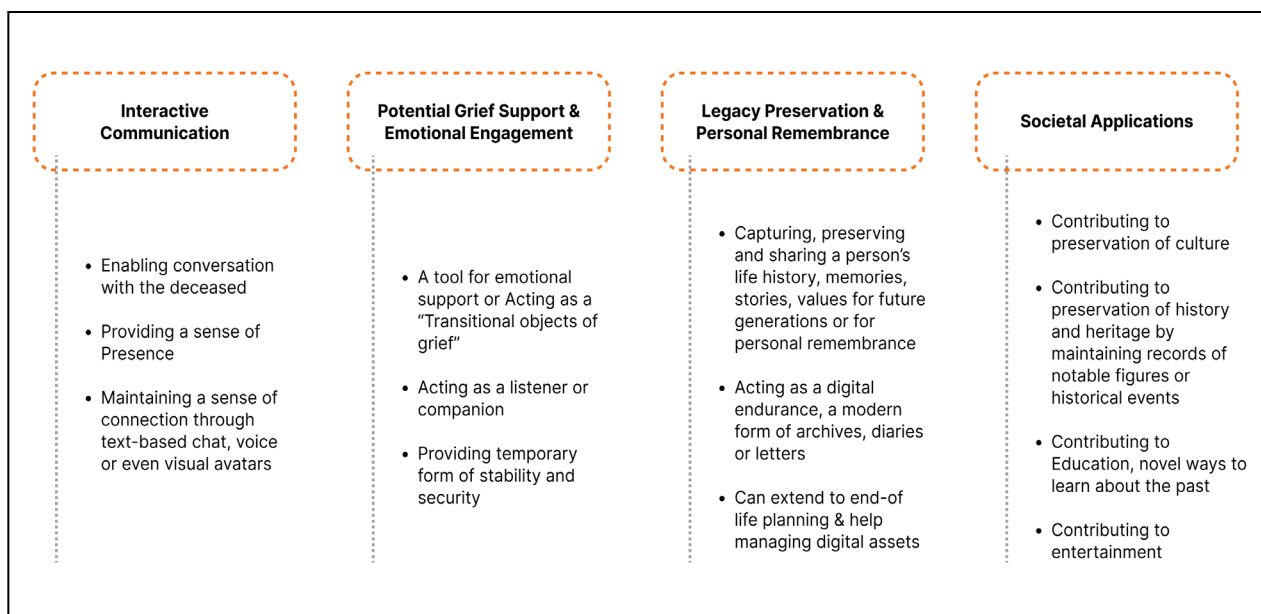 Interactive
Communication
• Enabling conversation
with the deceased
• Providing a sense of
Presence
• Maintaining a sense of
connection through
text-based chat, voice
or even visual avatars
Potential Grief Support &
Emotional Engagement
• A tool for emotional
support or Acting as a
"Transitional objects of
grief"
• Acting as a listener or
companion
• Providing temporary
form of stability and
security
Legacy Preservation &
Personal Remembrance
• Capturing, preserving
and sharing a person's
life history, memories,
stories, values for future
generations or for
personal remembrance
• Acting as a digital
endurance, a modern
form of archives, diaries
or letters
• Can extend to end-of
life planning & help
managing digital assets
Societal Applications
• Contributing to
preservation of culture
• Contributing to
preservation of history
and heritage by
maintaining records of
notable figures or
historical events
• Contributing to
Education, novel ways to
learn about the past
• Contributing to
entertainment